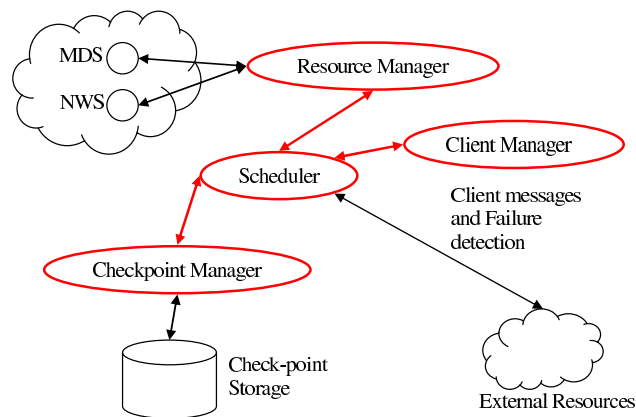 MDS
NWS
Resource Manager
Client Manager
Scheduler
Client messages
and Failure
detection
Checkpoint Manager
Check-point
Storage
External Resources